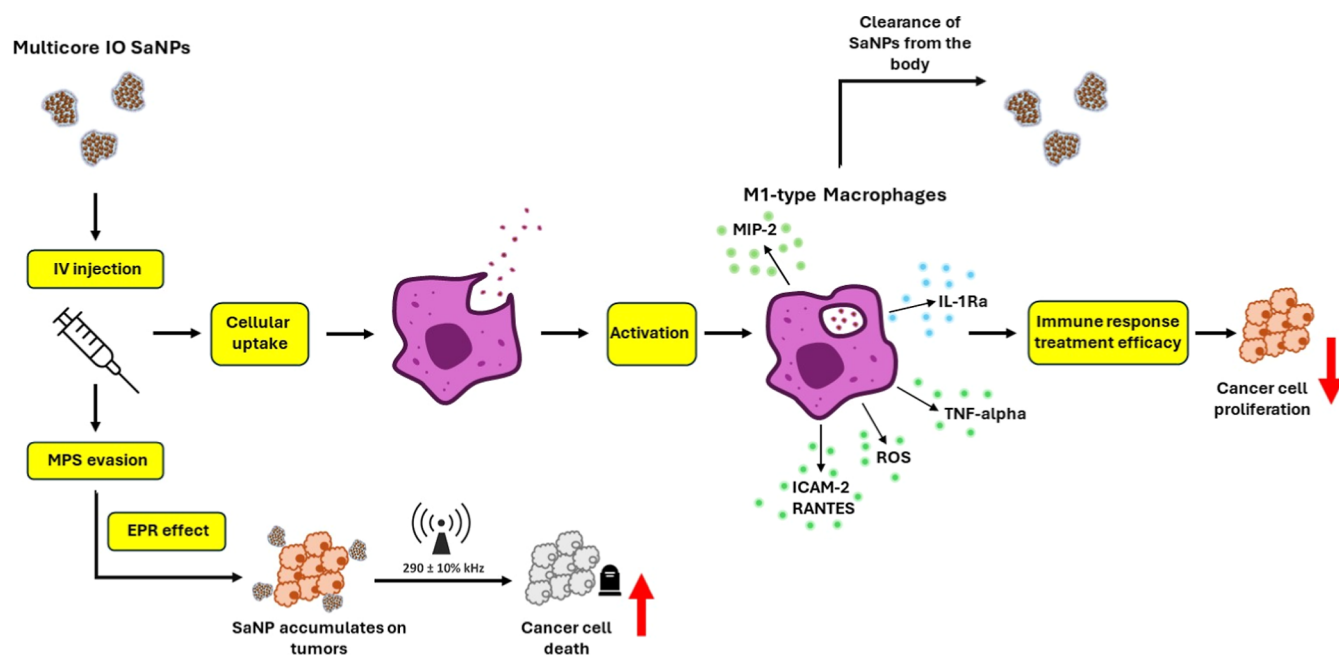 Multicore IO SaNPs
IV injection
Cellular
uptake
Activation
Clearance of
SaNPs from the
body
M1-type Macrophages
MIP-2
IL-1Ra
TNF-alpha
ROS
ICAM-2
RANTES
Immune response
treatment efficacy
Cancer cell
proliferation
MPS evasion
EPR effect
SaNP accumulates on
tumors
290 ± 10% kHz
Cancer cell
death